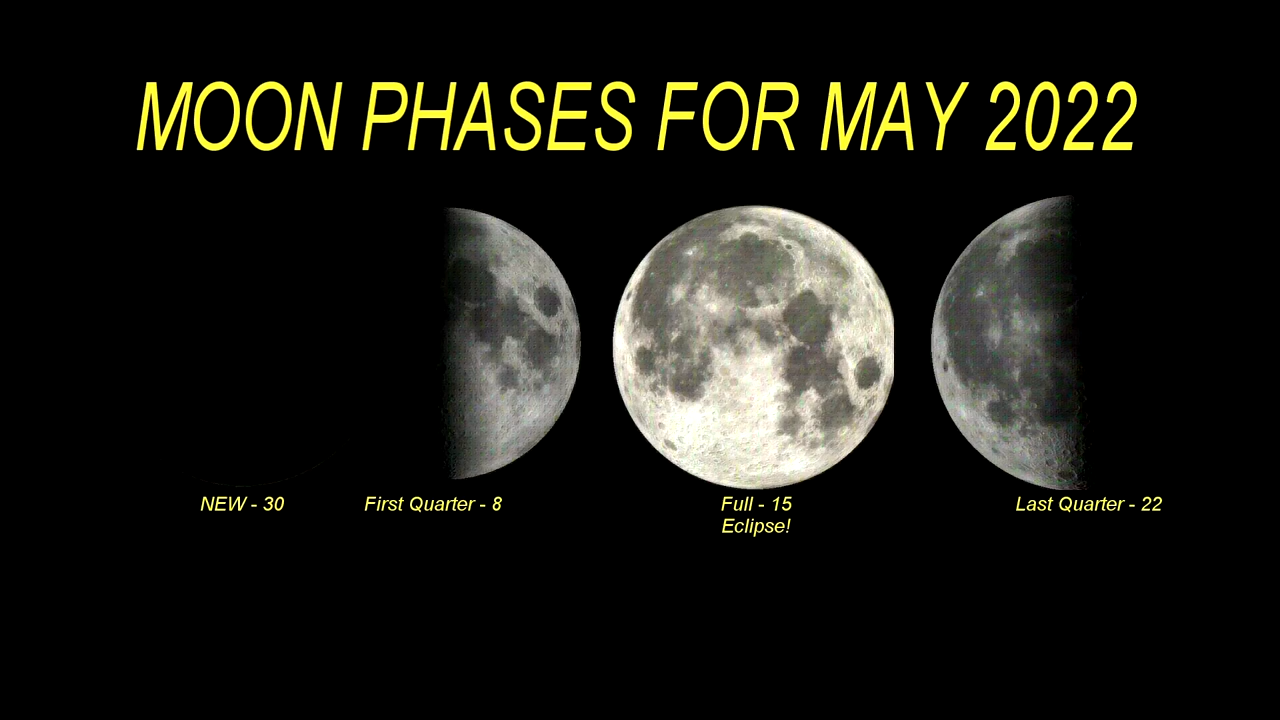 MOON PHASES FOR MAY 2022
NEW - 30
First Quarter - 8
Full - 15
Eclipse!
Last Quarter - 22